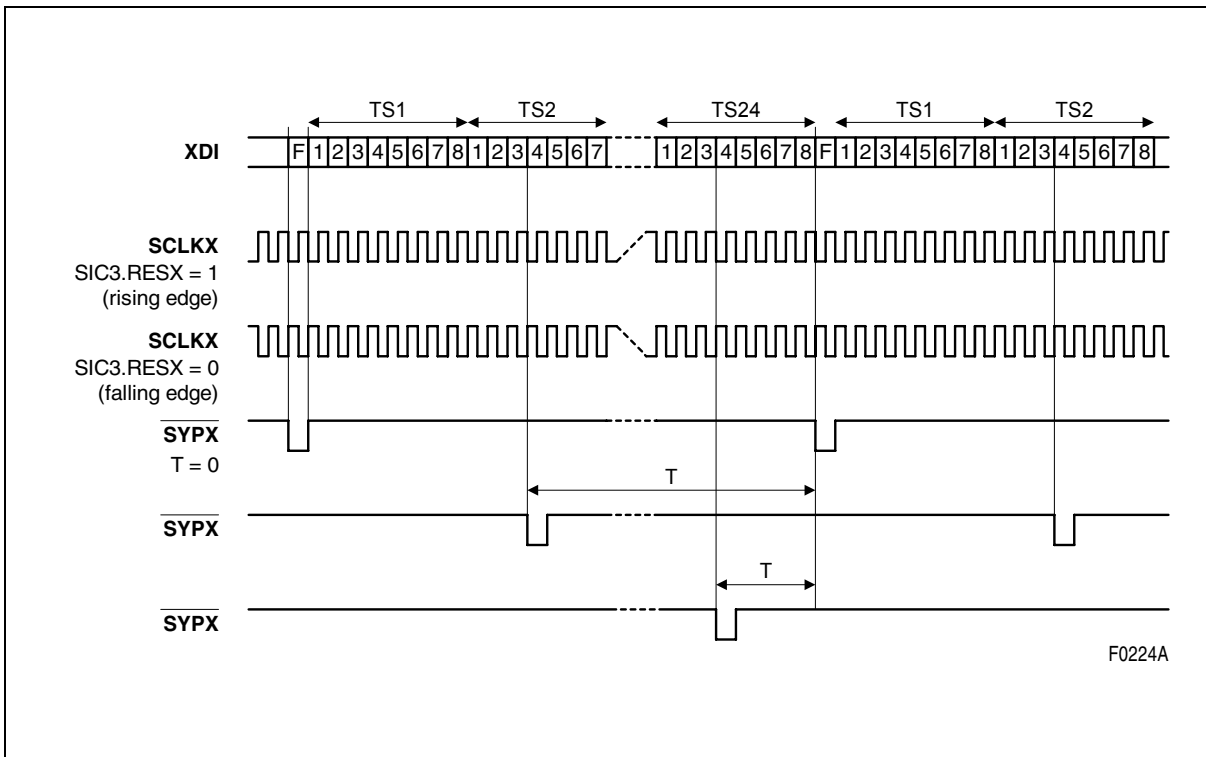 TS1 TS2 TS24 TS1 TS2
XDI F 1 2 3 4 5 6 7 8 1 2 3 4 5 6 7 1 2 3 4 5 6 7 8 F 1 2 3 4 5 6 7 8 1 2 3 4 5 6 7 8
SCLKX
SIC3.RESX = 1
(rising edge)
SCLKX
SIC3.RESX = 0
(falling edge)
SYPX
T = 0
T
SYPX
T
SYPX
F0224A